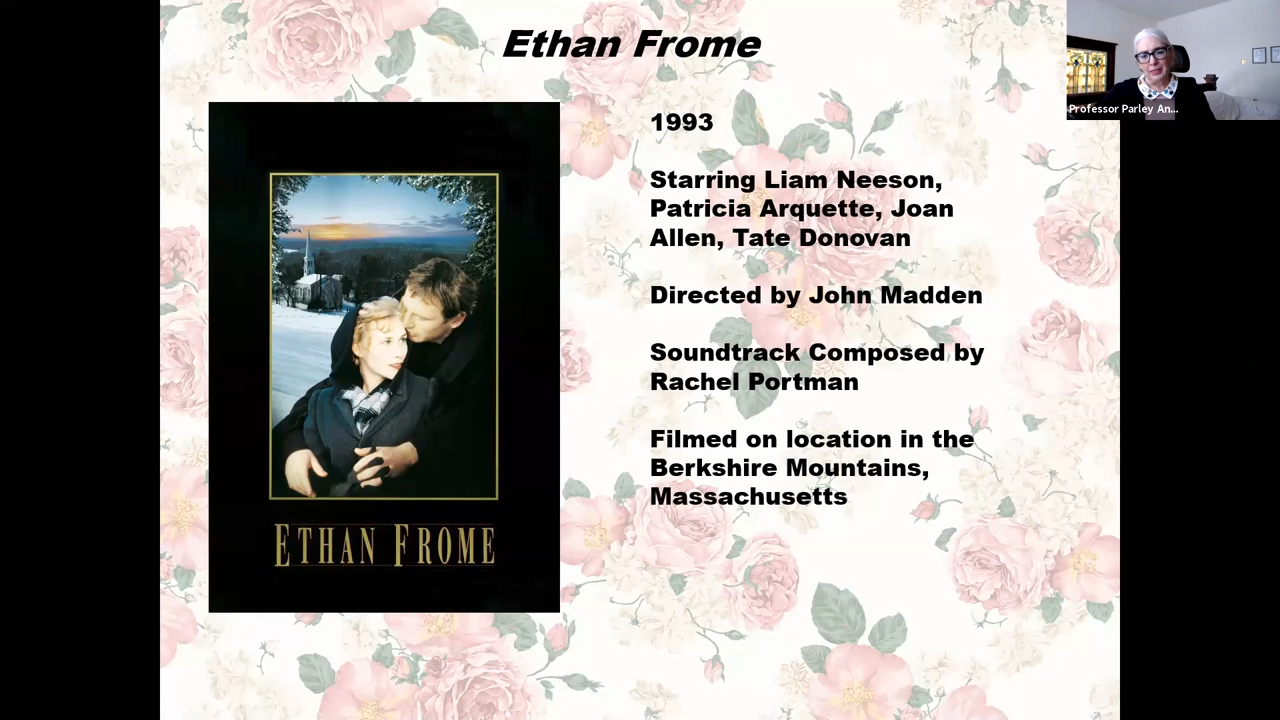 Ethan Frome
Professor Parley An...
1993
Starring Liam Neeson,
Patricia Arquette, Joan
Allen, Tate Donovan
Directed by John Madden
Soundtrack Composed by
Rachel Portman
Filmed on location in the
Berkshire Mountains,
Massachusetts
ETHAN FROME